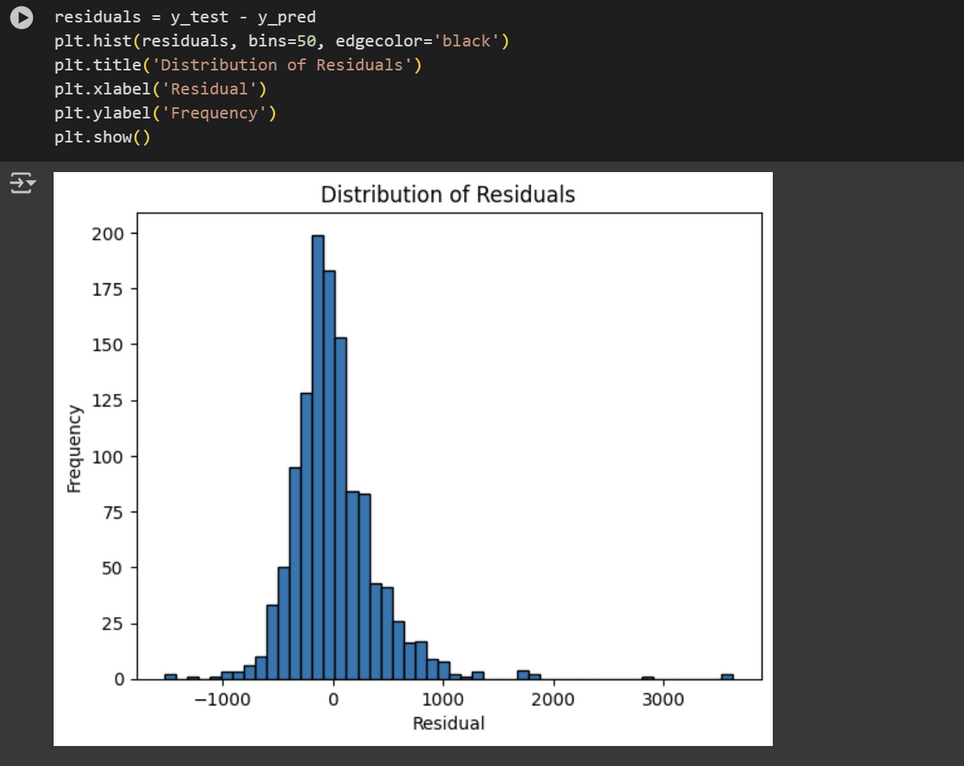 residuals = y_test - y_pred
plt.hist(residuals, bins=50, edgecolor='black')
plt.title('Distribution of Residuals')
plt.xlabel('Residual')
plt.ylabel('Frequency')
plt.show()
Distribution of Residuals
200
175
150
125
100
75
50
25
0
Frequency
−1000
0
1000
2000
3000
Residual